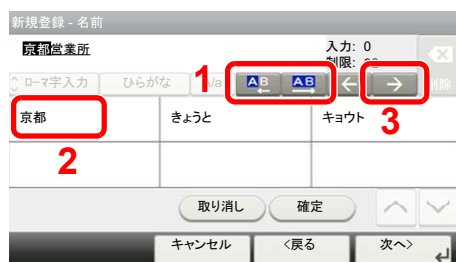 新規登録 - 名前
京都営業所
入力: 0
制限:
ローマ字入力 ひらがな /a AB AB ← → 削除
1
京都 きょうと キョウト
2 3
取り消し 確定
キャンセル <戻る 次へ>